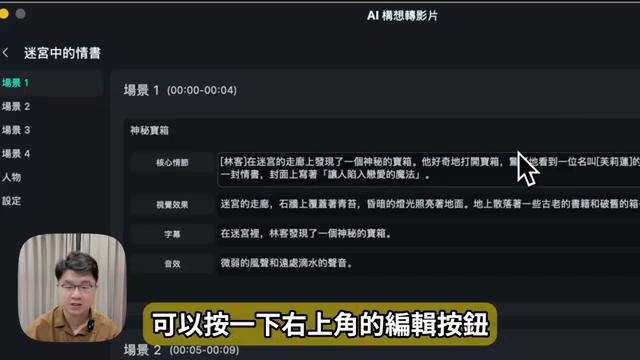 AI 構想轉影片
迷宮中的情書
場景 1
場景 2
場景 3
場景 4
人物
設定
場景 1 (00:00-00:04)
神秘寶箱
核心情節
[林客]在迷宮的走廊上發現了一個神秘的寶箱。他好奇地打開寶箱，驚 地看到一位名叫[芙莉蓮]的
一封情書，封面上寫著「讓人陷入戀愛的魔法」。
視覺效果
迷宮的走廊，石牆上覆蓋著青苔，昏暗的燈光照亮著地面。地上散落著一些古老的書籍和破舊的箱
字幕
在迷宮裡，林客發現了一個神秘的寶箱。
音效
微弱的風聲和遠處滴水的聲音。
可以按一下右上角的編輯按鈕
場景 2 (00:05-00:09)